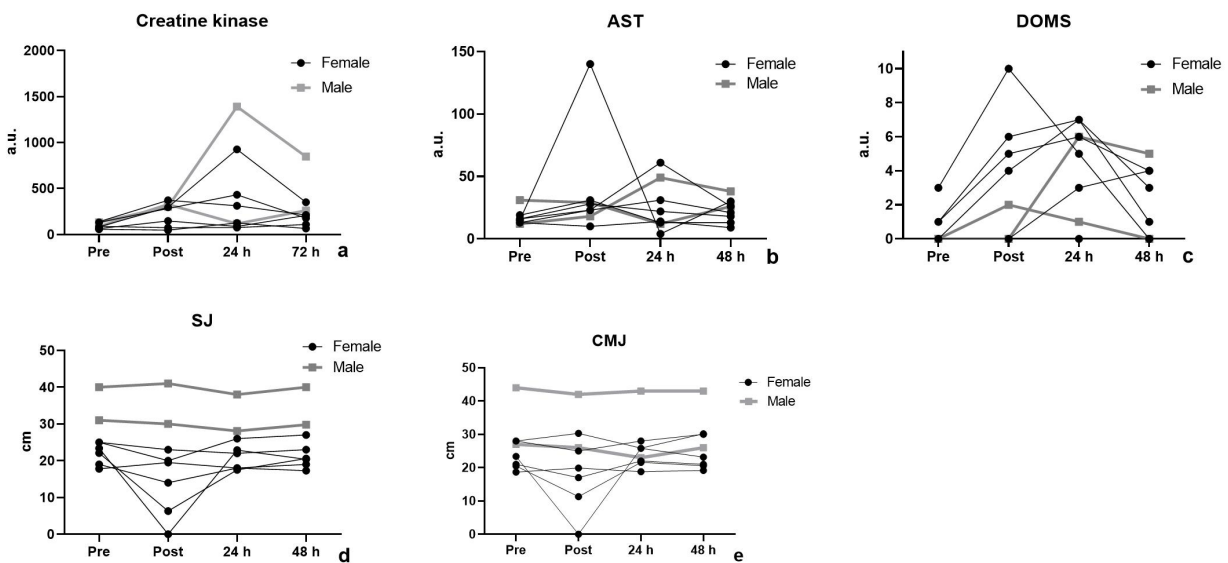 Creatine kinase
2000
1500
1000
500
0
a.u.
Female
Male
Pre Post 24 h 72 h
a
AST
150
100
50
0
a.u.
Female
Male
Pre Post 24 h 48 h
b
DOMS
10
8
6
4
2
0
a.u.
Female
Male
Pre Post 24 h 48 h
c
SJ
50
40
30
20
10
0
cm
Female
Male
Pre Post 24 h 48 h
d
CMJ
50
40
30
20
10
0
cm
Female
Male
Pre Post 24 h 48 h
e